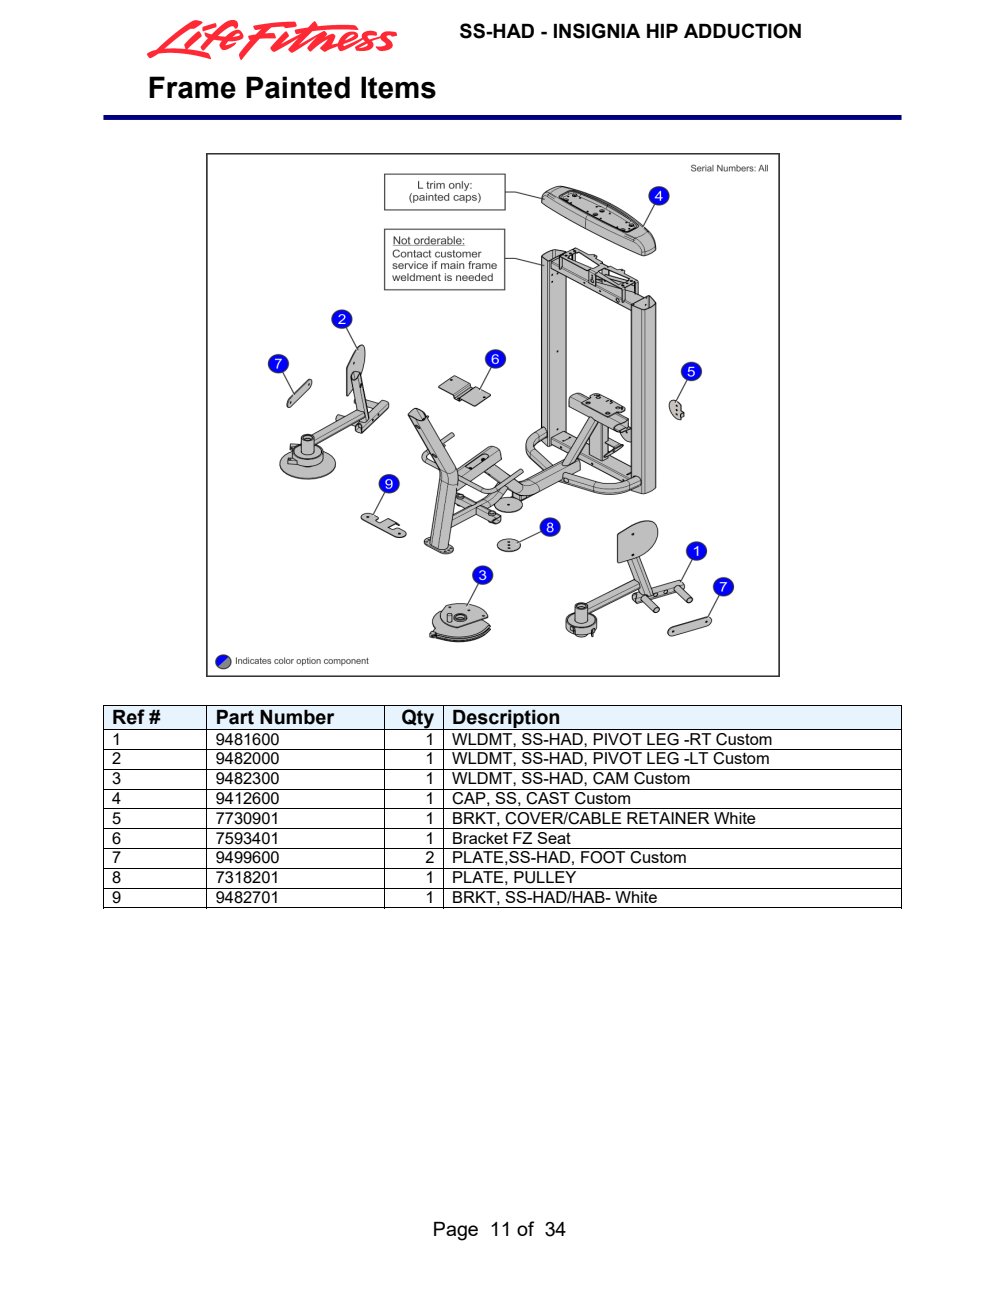 Life Fitness
SS-HAD - INSIGNIA HIP ADDUCTION
Frame Painted Items
Serial Numbers: All
L trim only:
(painted caps)
4
Not orderable:
Contact customer
service if main frame
weldment is needed
2
7
6
5
9
8
1
3
7
Indicates color option component
Ref # Part Number Qty Description
1 9481600 1 WLDMT, SS-HAD, PIVOT LEG -RT Custom
2 9482000 1 WLDMT, SS-HAD, PIVOT LEG -LT Custom
3 9482300 1 WLDMT, SS-HAD, CAM Custom
4 9412600 1 CAP, SS, CAST Custom
5 7730901 1 BRKT, COVER/CABLE RETAINER White
6 7593401 1 Bracket FZ Seat
7 9499600 2 PLATE,SS-HAD, FOOT Custom
8 7318201 1 PLATE, PULLEY
9 9482701 1 BRKT, SS-HAD/HAB- White
Page 11 of 34